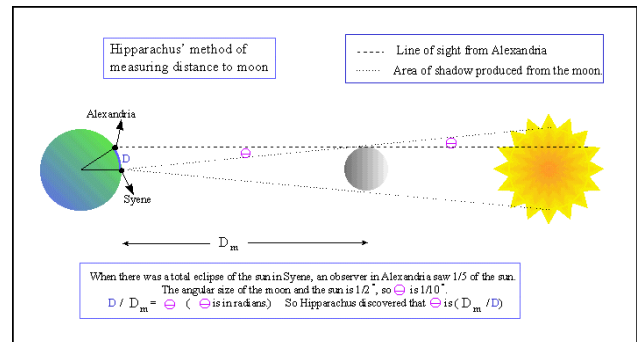 Hipparachus' method of
measuring distance to moon
Line of sight from Alexandria
Area of shadow produced from the moon.
Alexandria
D
Θ
Θ
Syene
D m
When there was a total eclipse of the sun in Syene, an observer in Alexandria saw 1/5 of the sun.
The angular size of the moon and the sun is 1/2°, so Θ is 1/10°.
D / D m = Θ ( Θ is in radians.) So Hipparachus discovered that Θ is ( D m / D)